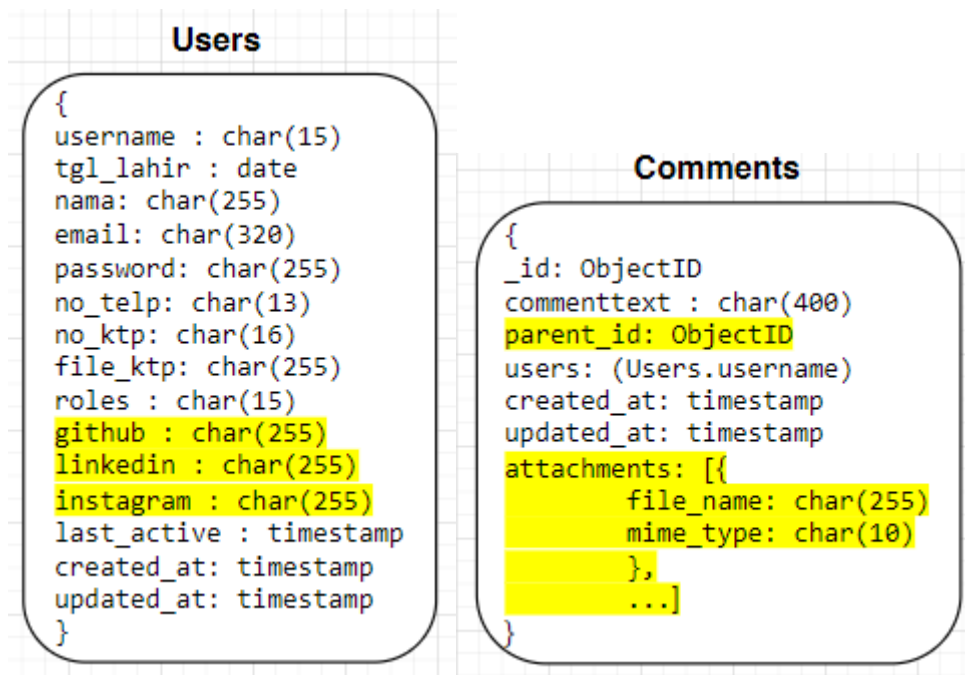 Users
{
username : char(15)
tgl_lahir : date
nama: char(255)
email: char(320)
password: char(255)
no_telp: char(13)
no_ktp: char(16)
file_ktp: char(255)
roles : char(15)
github : char(255)
linkedin : char(255)
instagram : char(255)
last_active : timestamp
created_at: timestamp
updated_at: timestamp
}
Comments
{
_id: ObjectID
commenttext : char(400)
parent_id: ObjectID
users: (Users.username)
created_at: timestamp
updated_at: timestamp
attachments: [{
file_name: char(255)
mime_type: char(10)
},
...]
}